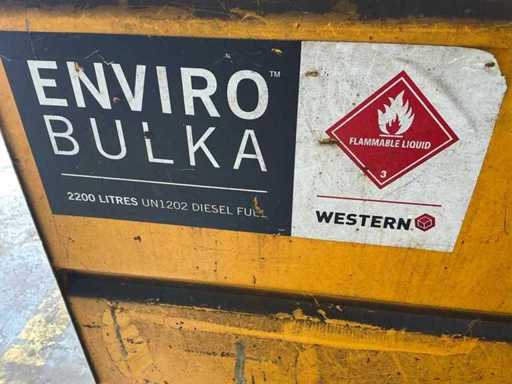 ENVIRO™
BULKA
2200 LITRES UN1202 DIESEL FUEL
FLAMMABLE LIQUID
3
WESTERN